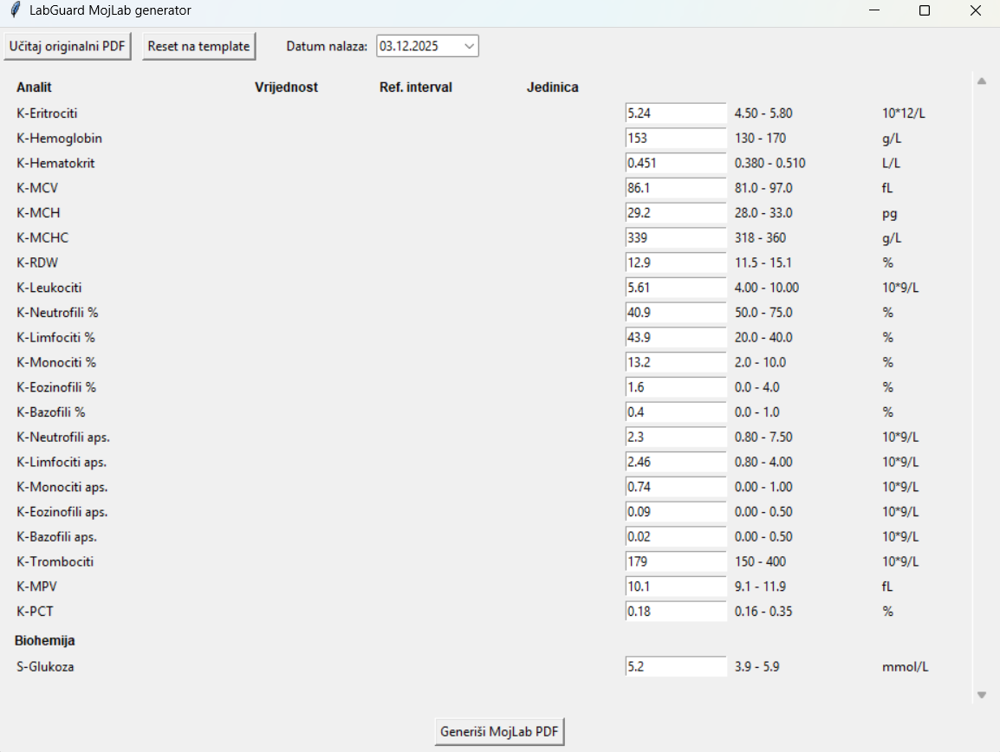 LabGuard MojLab generator
Učitaj originalni PDF Reset na template Datum nalaza: 03.12.2025
Analit Vrijednost Ref. interval Jedinica
K-Eritrociti 5.24 4.50 - 5.80 10*12/L
K-Hemoglobin 153 130 - 170 g/L
K-Hematokrit 0.451 0.380 - 0.510 L/L
K-MCV 86.1 81.0 - 97.0 fL
K-MCH 29.2 28.0 - 33.0 pg
K-MCHC 339 318 - 360 g/L
K-RDW 12.9 11.5 - 15.1 %
K-Leukociti 5.61 4.00 - 10.00 10*9/L
K-Neutrofili % 40.9 50.0 - 75.0 %
K-Limfociti % 43.9 20.0 - 40.0 %
K-Monociti % 13.2 2.0 - 10.0 %
K-Eozinofili % 1.6 0.0 - 4.0 %
K-Bazofili % 0.4 0.0 - 1.0 %
K-Neutrofili aps. 2.3 0.80 - 7.50 10*9/L
K-Limfociti aps. 2.46 0.80 - 4.00 10*9/L
K-Monociti aps. 0.74 0.00 - 1.00 10*9/L
K-Eozinofili aps. 0.09 0.00 - 0.50 10*9/L
K-Bazofili aps. 0.02 0.00 - 0.50 10*9/L
K-Trombociti 179 150 - 400 10*9/L
K-MPV 10.1 9.1 - 11.9 fL
K-PCT 0.18 0.16 - 0.35 %
Biohemija
S-Glukoza 5.2 3.9 - 5.9 mmol/L
Generiši MojLab PDF